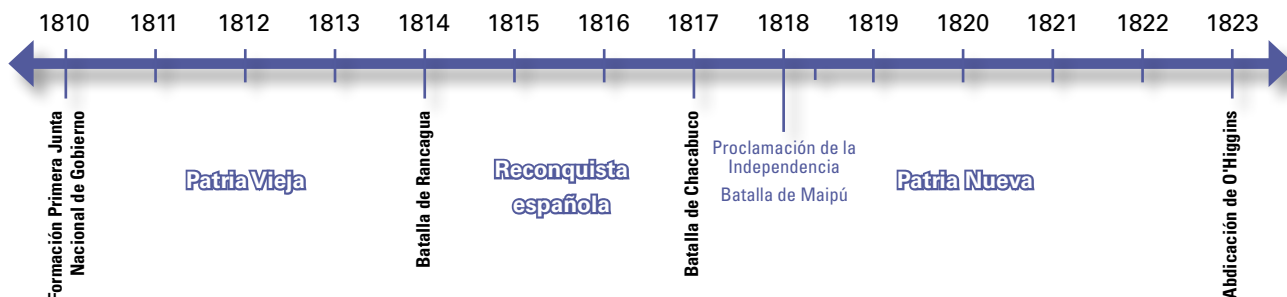 1810 1811 1812 1813 1814 1815 1816 1817 1818 1819 1820 1821 1822 1823
Formación Primera Junta
Nacional de Gobierno
Patria Vieja
Batalla de Rancagua
Reconquista
española
Batalla de Chacabuco
Proclamación de la
Independencia
Batalla de Maipú
Patria Nueva
Abdicación de O'Higgins